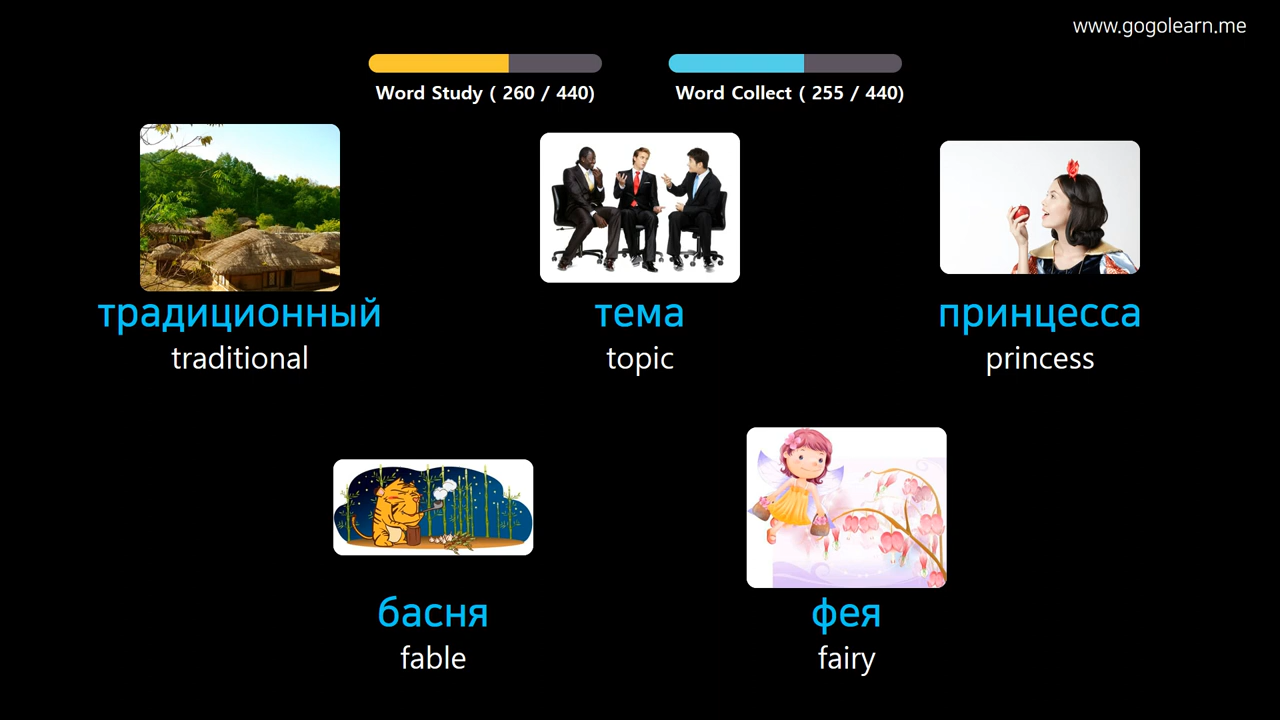 www.gogolearn.me
Word Study ( 260 / 440)
Word Collect ( 255 / 440)
традиционный
traditional
тема
topic
принцесса
princess
басня
fable
фея
fairy